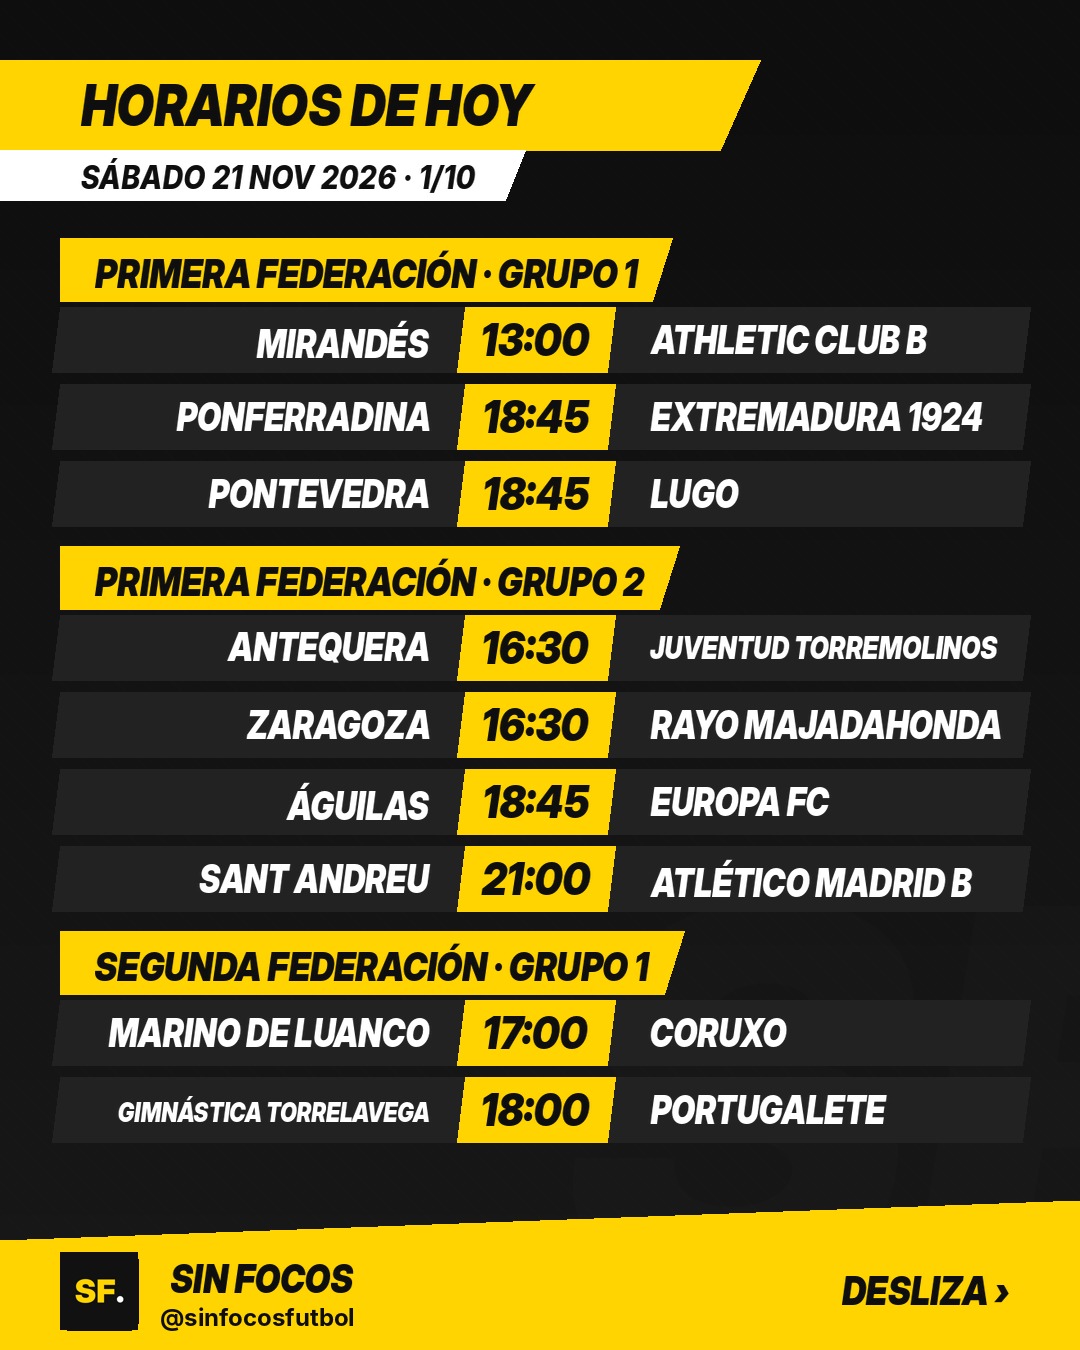 HORARIOS DE HOY
SÁBADO 21 NOV 2026 · 1/10
PRIMERA FEDERACIÓN · GRUPO 1
MIRANDÉS 13:00 ATHLETIC CLUB B
PONFERRADINA 18:45 EXTREMADURA 1924
PONTEVEDRA 18:45 LUGO
PRIMERA FEDERACIÓN · GRUPO 2
ANTEQUERA 16:30 JUVENTUD TORREMOLINOS
ZARAGOZA 16:30 RAYO MAJADAHONDA
ÁGUILAS 18:45 EUROPA FC
SANT ANDREU 21:00 ATLÉTICO MADRID B
SEGUNDA FEDERACIÓN · GRUPO 1
MARINO DE LUANCO 17:00 CORUXO
GIMNÁSTICA TORRELAVEGA 18:00 PORTUGALETE
SF.
SIN FOCOS
@sinfocosfutbol
DESLIZA ›